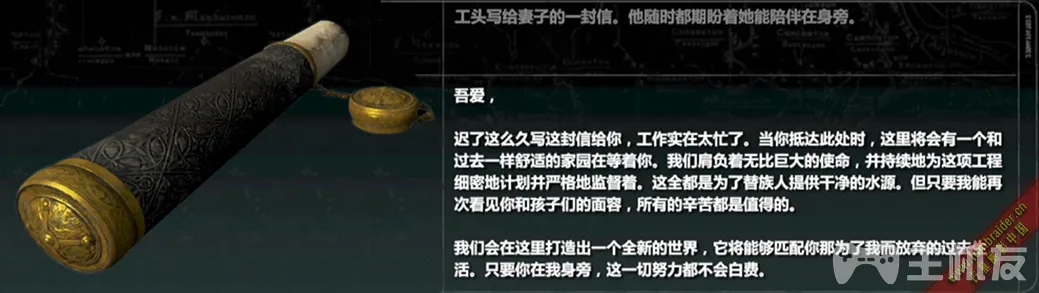 工头写给妻子的一封信。他随时都期盼着她能陪伴在身旁。
吾爱，
迟了这么久写这封信给你，工作实在太忙了。当你抵达此处时，这里将会有一个和
过去一样舒适的家园在等着你。我们肩负着无比巨大的使命，并持续地为这项工程
细密地计划并严格地监督着。这全都是为了替族人提供干净的水源。但只要我能再
次看见你和孩子们的面容，所有的辛苦都是值得的。
我们会在这里打造出一个全新的世界，它将能够匹配你那为了我而放弃的过去生
活。只要你在我身旁，这一切努力都不会白费。
主机友